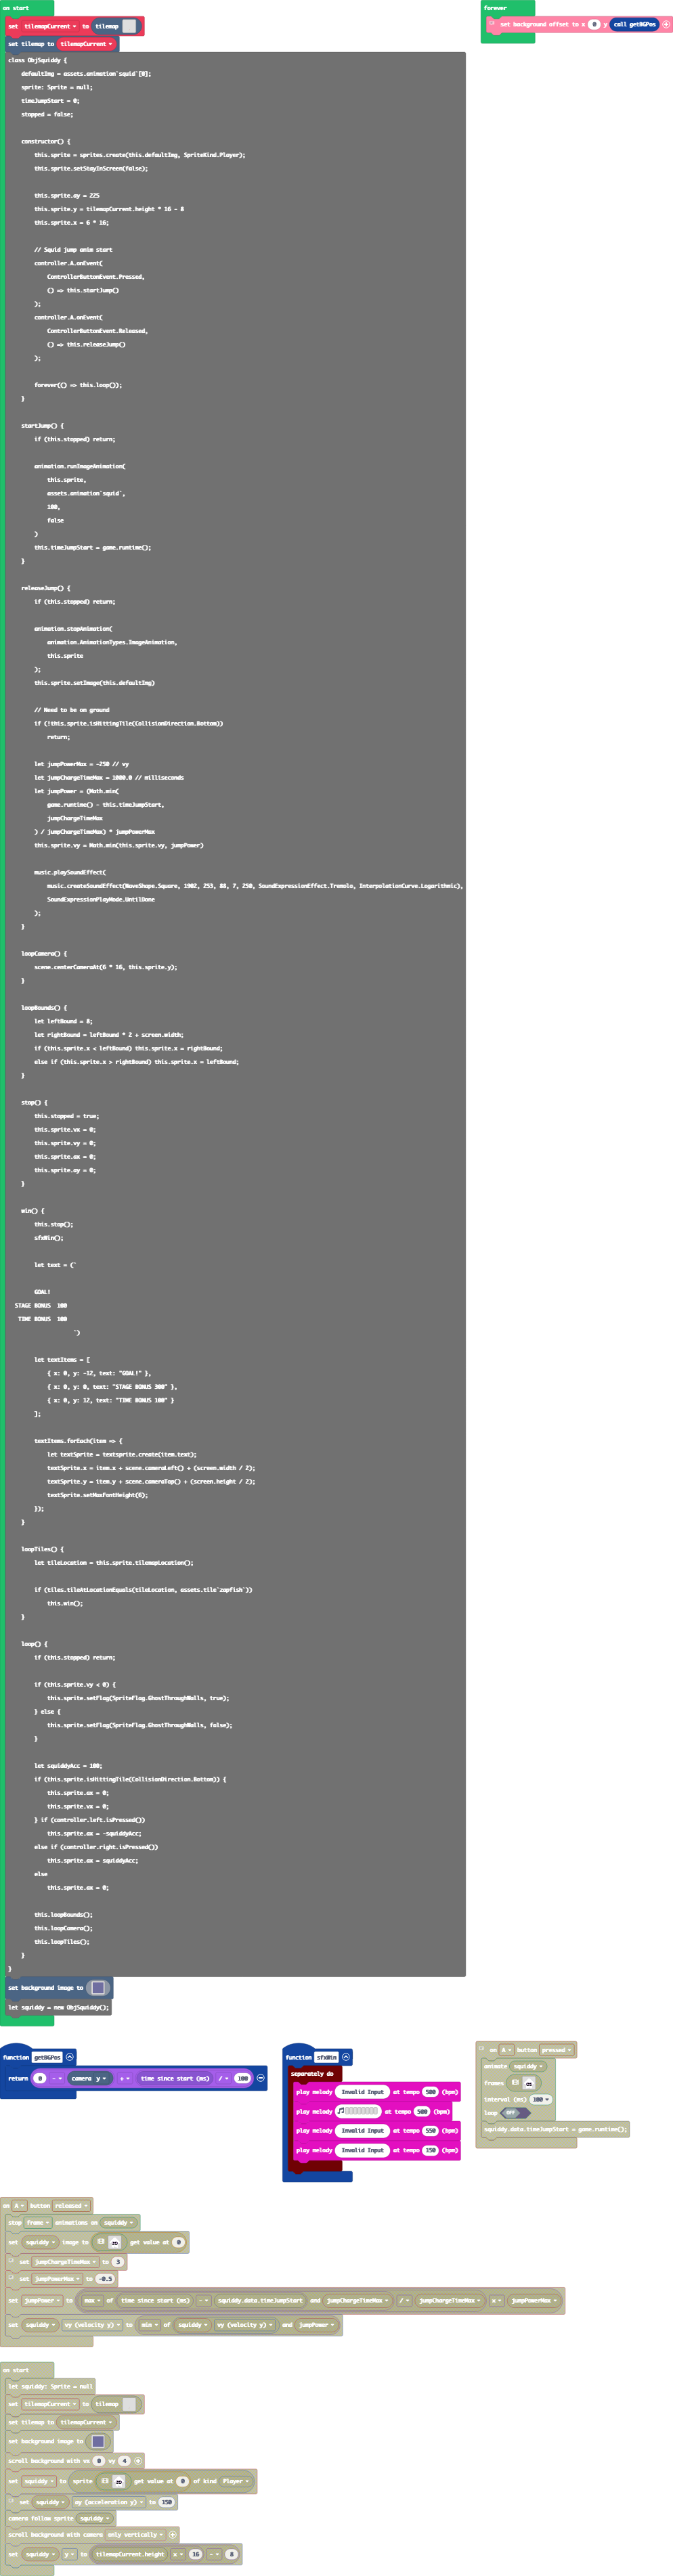 on start
set tilemapCurrent to tilemap
set tilemap to tilemapCurrent
class ObjSquiddy {
defaultImg = assets.animation`squid`[0];
sprite: Sprite = null;
timeJumpStart = 0;
stopped = false;
constructor() {
this.sprite = sprites.create(this.defaultImg, SpriteKind.Player);
this.sprite.setStayInScreen(false);
this.sprite.ay = 225
this.sprite.y = tilemapCurrent.height * 16 - 8
this.sprite.x = 6 * 16;
// Squid jump anim start
controller.A.onEvent(
ControllerButtonEvent.Pressed,
() => this.startJump()
);
controller.A.onEvent(
ControllerButtonEvent.Released,
() => this.releaseJump()
);
forever(() => this.loop());
}
startJump() {
if (this.stopped) return;
animation.runImageAnimation(
this.sprite,
assets.animation`squid`,
100,
false
)
this.timeJumpStart = game.runtime();
}
releaseJump() {
if (this.stopped) return;
animation.stopAnimation(
animation.AnimationTypes.ImageAnimation,
this.sprite
);
this.sprite.setImage(this.defaultImg)
// Need to be on ground
if (!this.sprite.isHittingTile(CollisionDirection.Bottom))
return;
let jumpPowerMax = -250 // vy
let jumpChargeTimeMax = 1000.0 // milliseconds
let jumpPower = (Math.min(
game.runtime() - this.timeJumpStart,
jumpChargeTimeMax
) / jumpChargeTimeMax) * jumpPowerMax
this.sprite.vy = Math.min(this.sprite.vy, jumpPower)
music.playSoundEffect(
music.createSoundEffect(WaveShape.Square, 1902, 253, 88, 7, 250, SoundExpressionEffect.Tremolo, InterpolationCurve.Logarithmic),
SoundExpressionPlayMode.UntilDone
);
}
loopCamera() {
scene.centerCameraAt(6 * 16, this.sprite.y);
}
loopBounds() {
let leftBound = 8;
let rightBound = leftBound * 2 + screen.width;
if (this.sprite.x < leftBound) this.sprite.x = rightBound;
else if (this.sprite.x > rightBound) this.sprite.x = leftBound;
}
stop() {
this.stopped = true;
this.sprite.vx = 0;
this.sprite.vy = 0;
this.sprite.ax = 0;
this.sprite.ay = 0;
}
win() {
this.stop();
sfxWin();
let text = (`
GOAL!
STAGE BONUS 100
TIME BONUS 100
`)
let textItems = [
{ x: 0, y: -12, text: "GOAL!" },
{ x: 0, y: 0, text: "STAGE BONUS 300" },
{ x: 0, y: 12, text: "TIME BONUS 100" }
];
textItems.forEach(item => {
let textSprite = textsprite.create(item.text);
textSprite.x = item.x + scene.cameraLeft() + (screen.width / 2);
textSprite.y = item.y + scene.cameraTop() + (screen.height / 2);
textSprite.setMaxFontHeight(6);
});
}
loopTiles() {
let tileLocation = this.sprite.tilemapLocation();
if (tiles.tileAtLocationEquals(tileLocation, assets.tile`zapfish`))
this.win();
}
loop() {
if (this.stopped) return;
if (this.sprite.vy < 0) {
this.sprite.setFlag(SpriteFlag.GhostThroughWalls, true);
} else {
this.sprite.setFlag(SpriteFlag.GhostThroughWalls, false);
}
let squiddyAcc = 100;
if (this.sprite.isHittingTile(CollisionDirection.Bottom)) {
this.sprite.ax = 0;
this.sprite.vx = 0;
} if (controller.left.isPressed())
this.sprite.ax = -squiddyAcc;
else if (controller.right.isPressed())
this.sprite.ax = squiddyAcc;
else
this.sprite.ax = 0;
this.loopBounds();
this.loopCamera();
this.loopTiles();
}
}
set background image to
let squiddy = new ObjSquiddy();
forever
set background offset to x 0 y call getBGPos
function getBGPos
return 0 - camera y + time since start (ms) / 100
function sfxWin
separately do
play melody Invalid Input at tempo 500 (bpm)
play melody at tempo 500 (bpm)
play melody Invalid Input at tempo 550 (bpm)
play melody Invalid Input at tempo 150 (bpm)
on A button pressed
animate squiddy
frames
interval (ms) 100
loop OFF
squiddy.data.timeJumpStart = game.runtime();
on A button released
stop frame animations on squiddy
set squiddy image to get value at 0
set jumpChargeTimeMax to 3
set jumpPowerMax to -0.5
set jumpPower to max of time since start (ms) - squiddy.data.timeJumpStart and jumpChargeTimeMax / jumpChargeTimeMax x jumpPowerMax
set squiddy vy (velocity y) to min of squiddy vy (velocity y) and jumpPower
on start
let squiddy: Sprite = null
set tilemapCurrent to tilemap
set tilemap to tilemapCurrent
set background image to
scroll background with vx 0 vy 4
set squiddy to sprite get value at 0 of kind Player
set squiddy ay (acceleration y) to 150
camera follow sprite squiddy
scroll background with camera only vertically
set squiddy y to tilemapCurrent.height x 16 - 8